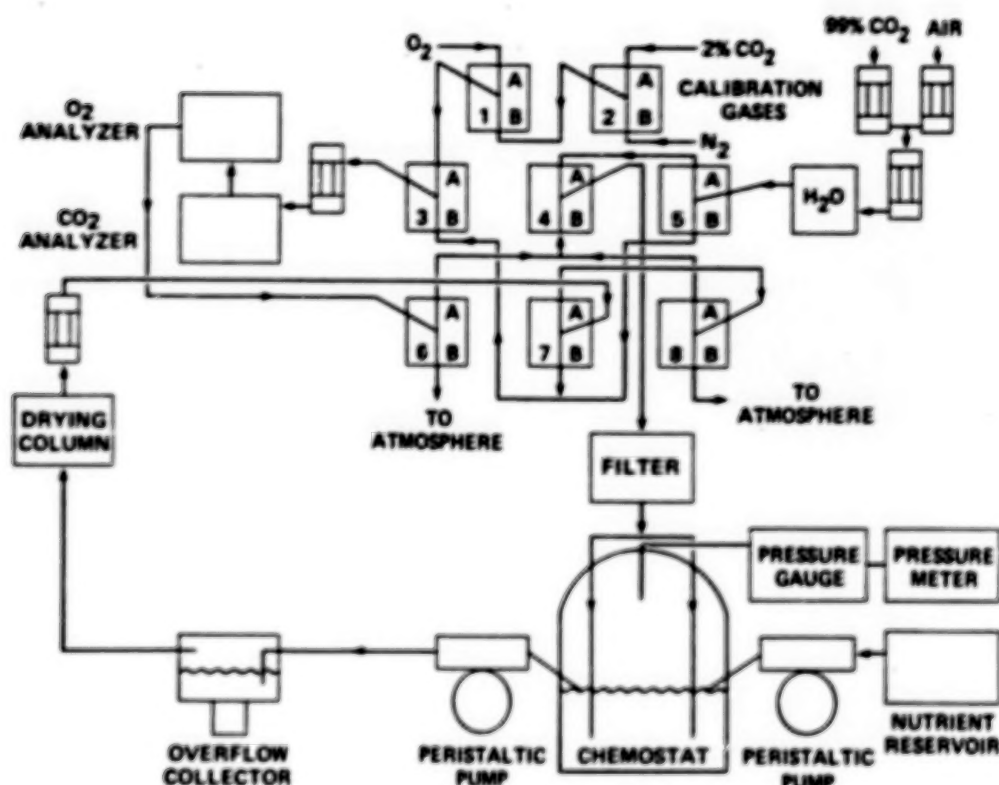 99% CO2 AIR
O2
2% CO2
CALIBRATION
GASES
N2
A
B
1
A
B
2
O2
ANALYZER
CO2
ANALYZER
A
B
3
A
B
4
A
B
5
H2O
A
B
6
A
B
7
A
B
8
TO
ATMOSPHERE
TO
ATMOSPHERE
DRYING
COLUMN
FILTER
PRESSURE
GAUGE
PRESSURE
METER
OVERFLOW
COLLECTOR
PERISTALTIC
PUMP
CHEMOSTAT
PERISTALTIC
PUMP
NUTRIENT
RESERVOIR